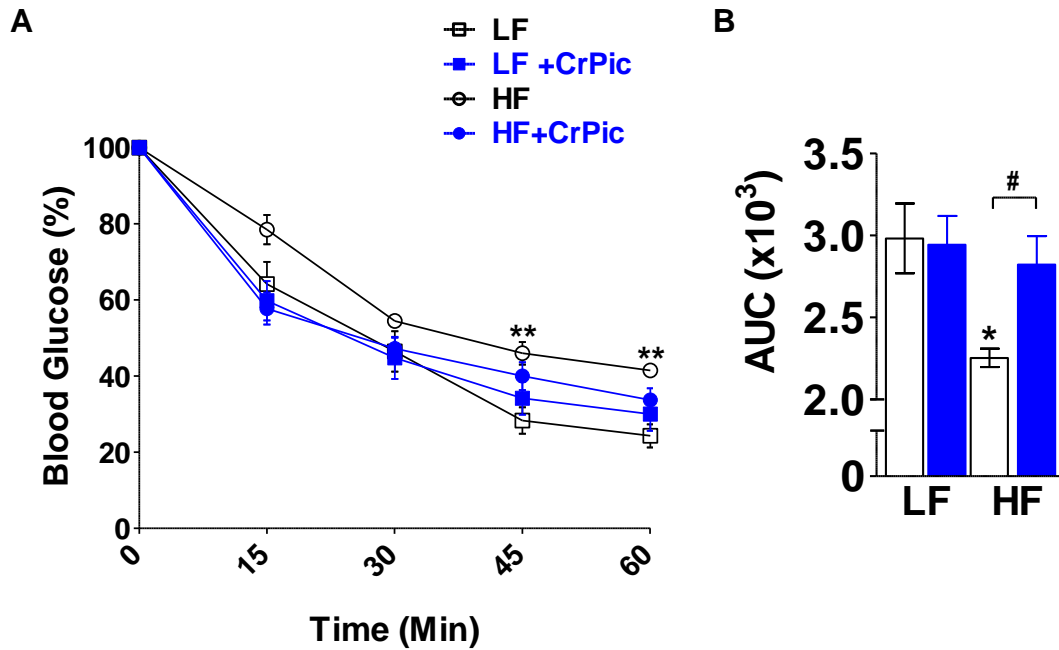 A
LF
LF +CrPic
HF
HF+CrPic
Blood Glucose (%)
100
80
60
40
20
0
**
**
0
15
30
45
60
Time (Min)
B
AUC (x10³)
3.5
3.0
2.5
2.0
0
#
*
LF
HF